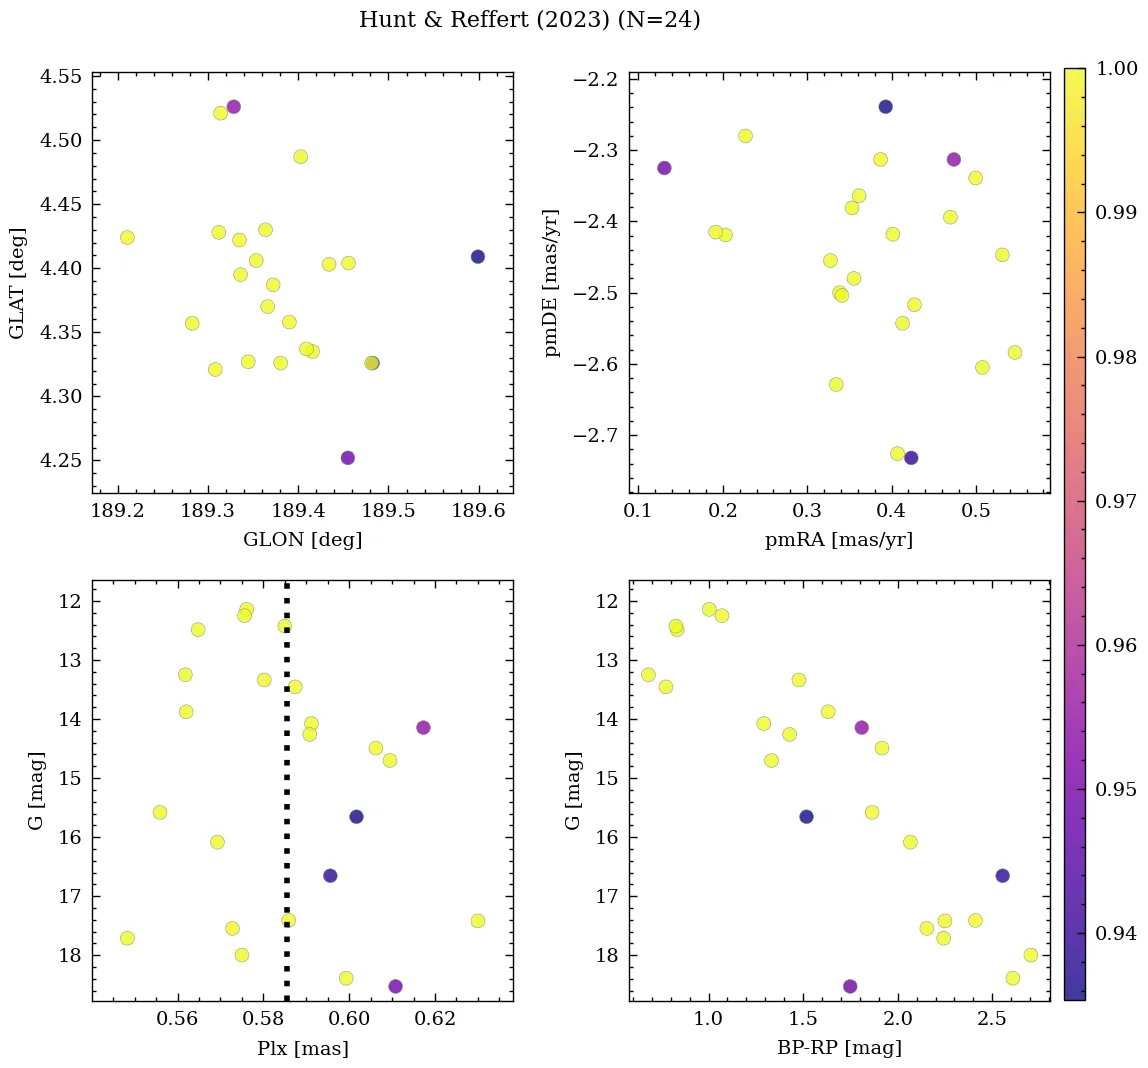 Hunt & Reffert (2023) (N=24)
4.55
4.50
4.45
4.40
4.35
4.30
4.25
GLAT [deg]
189.2 189.3 189.4 189.5 189.6
GLON [deg]
−2.2
−2.3
−2.4
−2.5
−2.6
−2.7
pmDE [mas/yr]
0.1 0.2 0.3 0.4 0.5
pmRA [mas/yr]
12
13
14
15
16
17
18
G [mag]
0.56 0.58 0.60 0.62
Plx [mas]
12
13
14
15
16
17
18
G [mag]
1.0 1.5 2.0 2.5
BP-RP [mag]
1.00
0.99
0.98
0.97
0.96
0.95
0.94